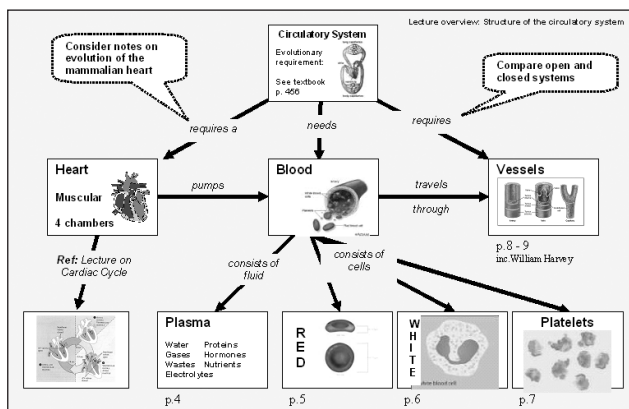 Lecture overview: Structure of the circulatory system
Consider notes on
evolution of the
mammalian heart
Circulatory System
Evolutionary
requirement:
See textbook
p. 456
Compare open and
closed systems
requires a
needs
requires
Heart
Muscular
4 chambers
pumps
Blood
travels
through
Vessels
p.8 - 9
inc.William Harvey
Ref: Lecture on
Cardiac Cycle
consists of
fluid
consists of
cells
Plasma
Water Proteins
Gases Hormones
Wastes Nutrients
Electrolytes
p.4
R
E
D
p.5
W
H
I
T
E
p.6
Platelets
p.7